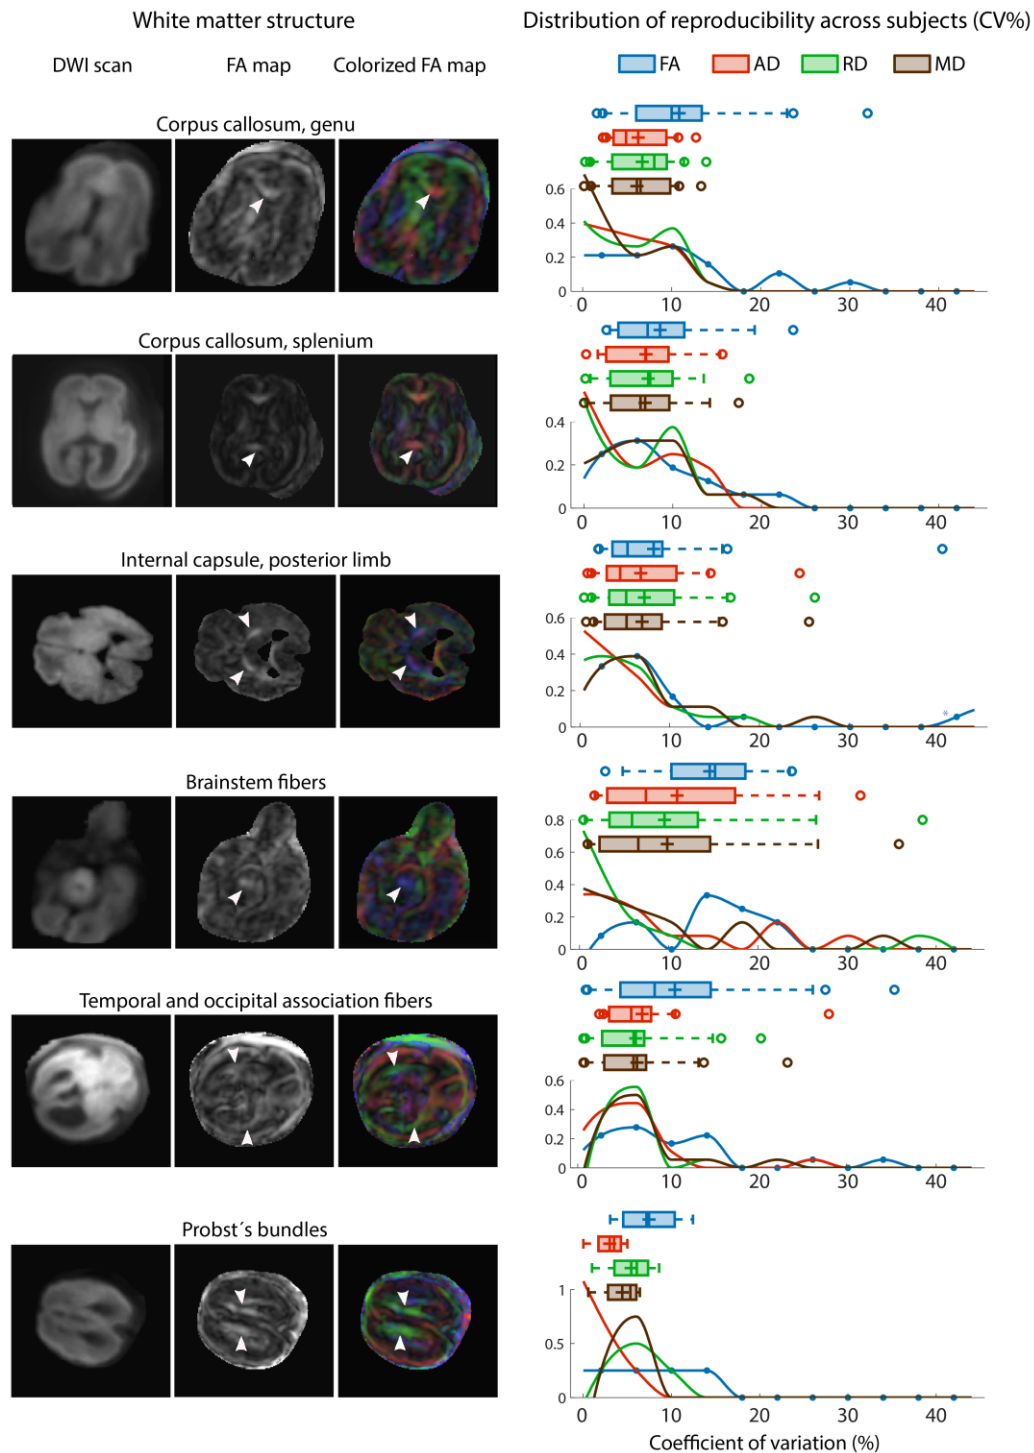 White matter structure
Distribution of reproducibility across subjects (CV%)
DWI scan FA map Colorized FA map
FA AD RD MD
Corpus callosum, genu
0.6
0.4
0.2
0
0 10 20 30 40
Corpus callosum, splenium
0.4
0.2
0
0 10 20 30 40
Internal capsule, posterior limb
0.6
0.4
0.2
0
*
0 10 20 30 40
Brainstem fibers
0.8
0.4
0.2
0
0 10 20 30 40
Temporal and occipital association fibers
0.6
0.4
0.2
0
0 10 20 30 40
Probst´s bundles
1
0.5
0
0 10 20 30 40
Coefficient of variation (%)